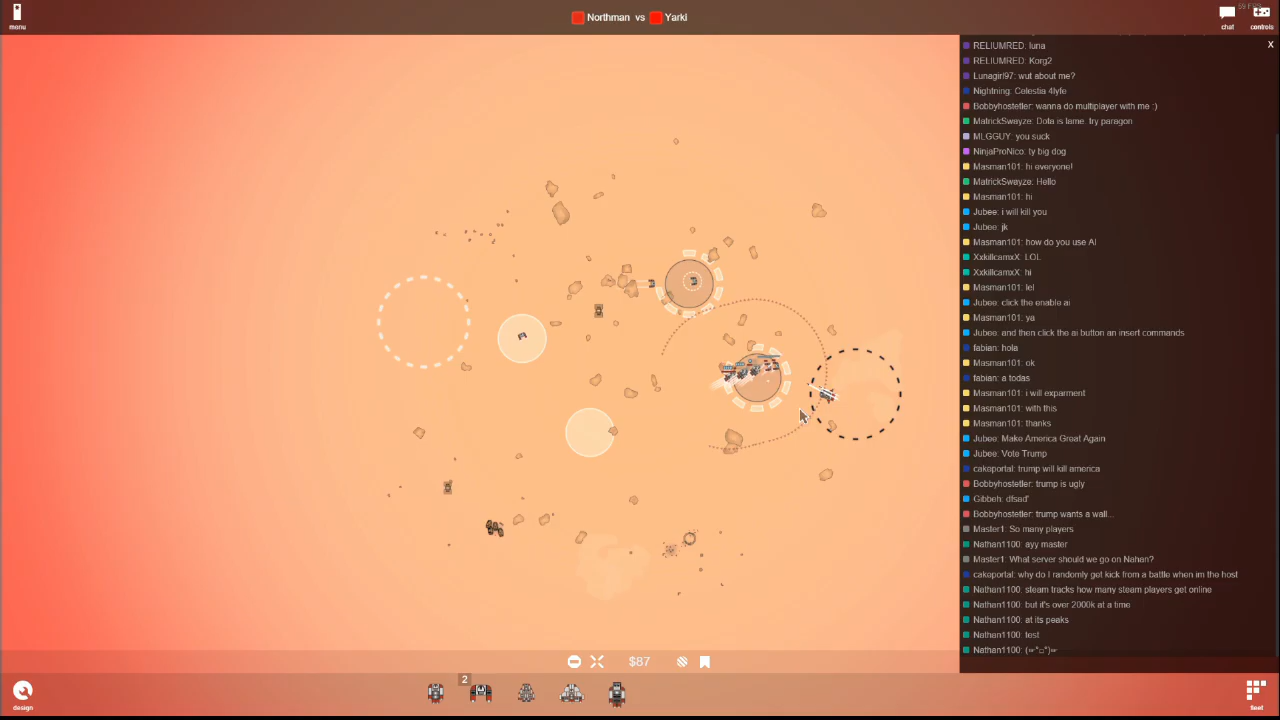 59 FPS
menu
Northman vs Yarki
chat
controls
X
RELIUMRED: luna
RELIUMRED: Korg2
Lunagirl97: wut about me?
Nightning: Celestia 4lyfe
Bobbyhostetler: wanna do multiplayer with me :)
MatrickSwayze: Dota is lame. try paragon
MLGGUY: you suck
NinjaProNico: ty big dog
Masman101: hi everyone!
MatrickSwayze: Hello
Masman101: hi
Jubee: i will kill you
Jubee: jk
Masman101: how do you use AI
XxkillcamxX: LOL
XxkillcamxX: hi
Masman101: lel
Jubee: click the enable ai
Masman101: ya
Jubee: and then click the ai button an insert commands
fabian: hola
Masman101: ok
fabian: a todas
Masman101: i will exparment
Masman101: with this
Masman101: thanks
Jubee: Make America Great Again
Jubee: Vote Trump
cakeportal: trump will kill america
Bobbyhostetler: trump is ugly
Gibbeh: dfsad'
Bobbyhostetler: trump wants a wall...
Master1: So many players
Nathan1100: ayy master
Master1: What server should we go on Nahan?
cakeportal: why do I randomly get kick from a battle when im the host
Nathan1100: steam tracks how many steam players get online
Nathan1100: but it's over 2000k at a time
Nathan1100: at its peaks
Nathan1100: test
Nathan1100:
$87
2
design
fleet